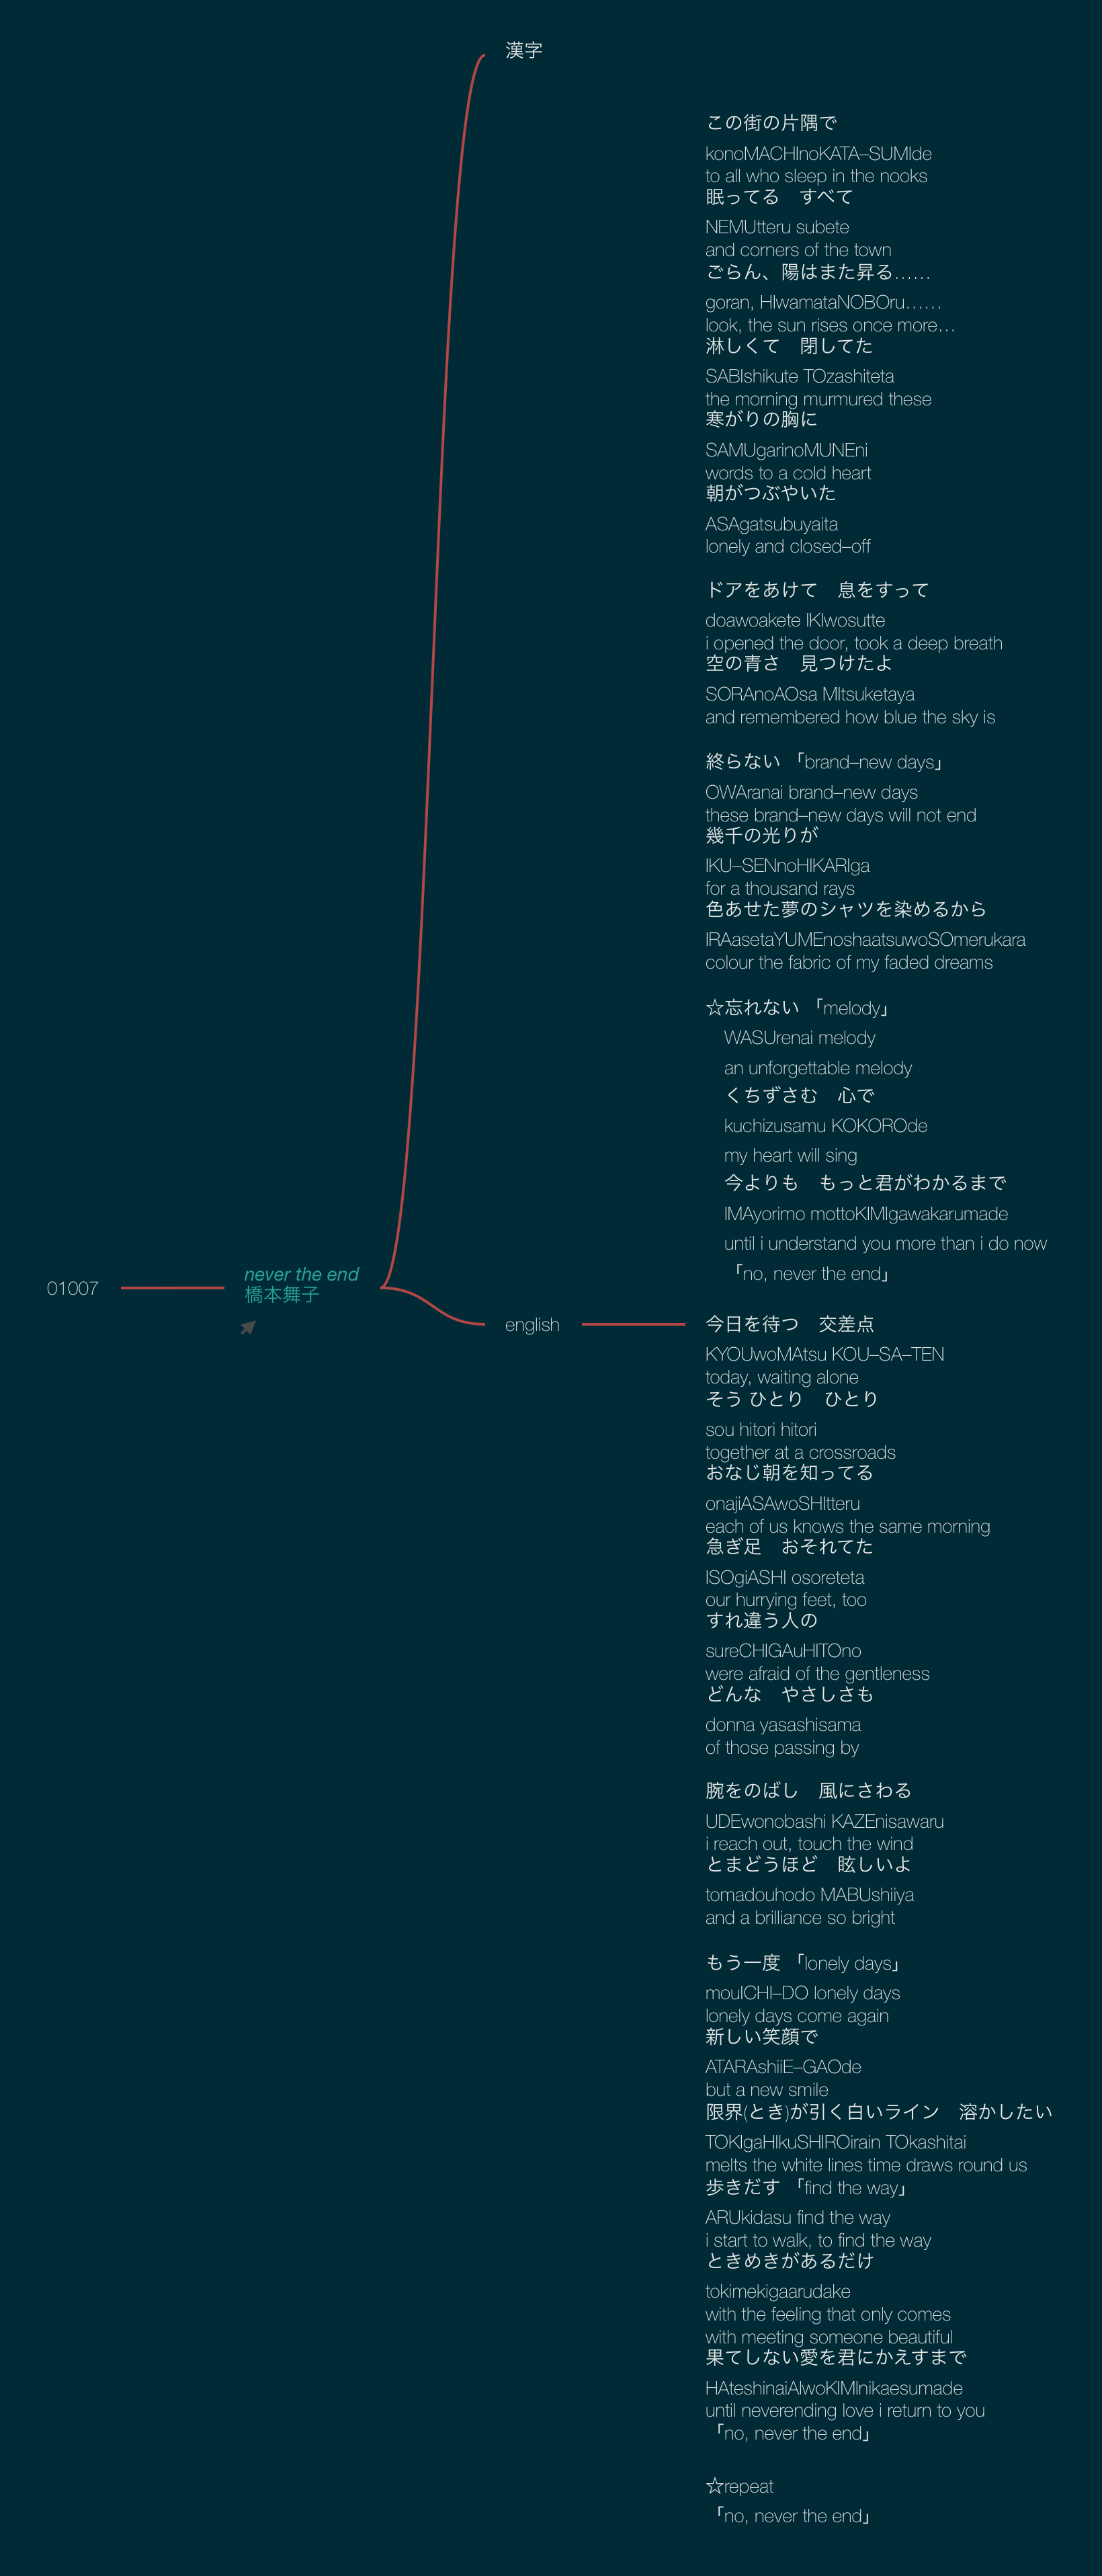 漢字
01007
never the end
橋本舞子
english
この街の片隅で
konoMACHInoKATA–SUMIde
to all who sleep in the nooks
眠ってる　すべて
NEMUtteru subete
and corners of the town
ごらん、陽はまた昇る……
goran, HIwamataNOBOru……
look, the sun rises once more…
淋しくて　閉してた
SABIshikute TOzashiteta
the morning murmured these
寒がりの胸に
SAMUgarinoMUNEni
words to a cold heart
朝がつぶやいた
ASAgatsubuyaita
lonely and closed–off
ドアをあけて　息をすって
doawoakete IKIwosutte
i opened the door, took a deep breath
空の青さ　見つけたよ
SORAnoAOsa MItsuketaya
and remembered how blue the sky is
終らない 「brand–new days」
OWAranai brand–new days
these brand–new days will not end
幾千の光りが
IKU–SENnoHIKARIga
for a thousand rays
色あせた夢のシャツを染めるから
IRAasetaYUMEnoshaatsuwoSOmerukara
colour the fabric of my faded dreams
☆忘れない 「melody」
WASUrenai melody
an unforgettable melody
くちずさむ　心で
kuchizusamu KOKOROde
my heart will sing
今よりも　もっと君がわかるまで
IMAyorimo mottoKIMIgawakarumade
until i understand you more than i do now
「no, never the end」
今日を待つ　交差点
KYOUwoMAtsu KOU–SA–TEN
today, waiting alone
そう ひとり　ひとり
sou hitori hitori
together at a crossroads
おなじ朝を知ってる
onajiASAwoSHItteru
each of us knows the same morning
急ぎ足　おそれてた
ISOgiASHI osoreteta
our hurrying feet, too
すれ違う人の
sureCHIGAuHITOno
were afraid of the gentleness
どんな　やさしさも
donna yasashisama
of those passing by
腕をのばし　風にさわる
UDEwonobashi KAZEnisawaru
i reach out, touch the wind
とまどうほど　眩しいよ
tomadouhodo MABUshiiya
and a brilliance so bright
もう一度 「lonely days」
mouICHI–DO lonely days
lonely days come again
新しい笑顔で
ATARAshiiE–GAOde
but a new smile
限界(とき)が引く白いライン　溶かしたい
TOKIgaHIkuSHIROirain TOkashitai
melts the white lines time draws round us
歩きだす 「find the way」
ARUkidasu find the way
i start to walk, to find the way
ときめきがあるだけ
tokimekigaarudake
with the feeling that only comes
with meeting someone beautiful
果てしない愛を君にかえすまで
HAteshinaiAIwoKIMInikaesumade
until neverending love i return to you
「no, never the end」
☆repeat
「no, never the end」